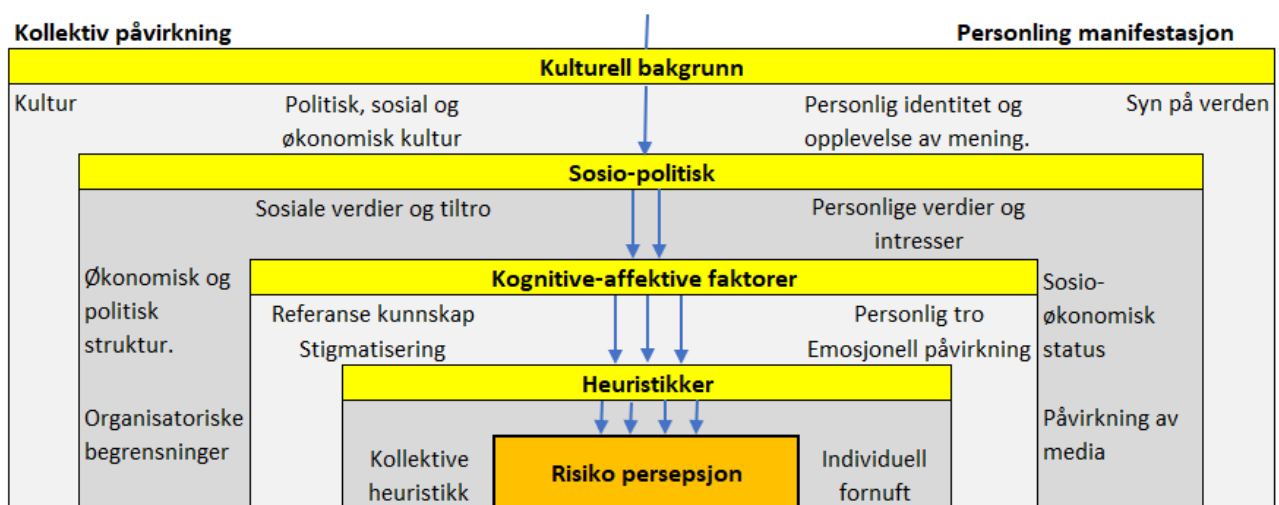 Kollektiv påvirkning
Personling manifestasjon
Kulturell bakgrunn
Kultur
Politisk, sosial og
økonomisk kultur
Personlig identitet og
opplevelse av mening.
Syn på verden
Sosio-politisk
Sosiale verdier og tiltro
Personlige verdier og
intresser
Økonomisk og
politisk
struktur.
Organisatoriske
begrensninger
Kognitive-affektive faktorer
Referanse kunnskap
Stigmatisering
Personlig tro
Emosjonell påvirkning
Sosio-
økonomisk
status
Påvirkning av
media
Heuristikker
Kollektive
heuristikk
Risiko persepsjon
Individuell
fornuft